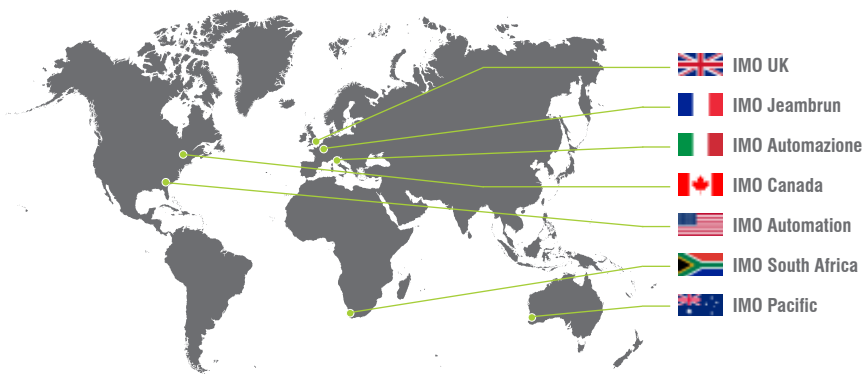 IMO UK
IMO Jeambrun
IMO Automazione
IMO Canada
IMO Automation
IMO South Africa
IMO Pacific